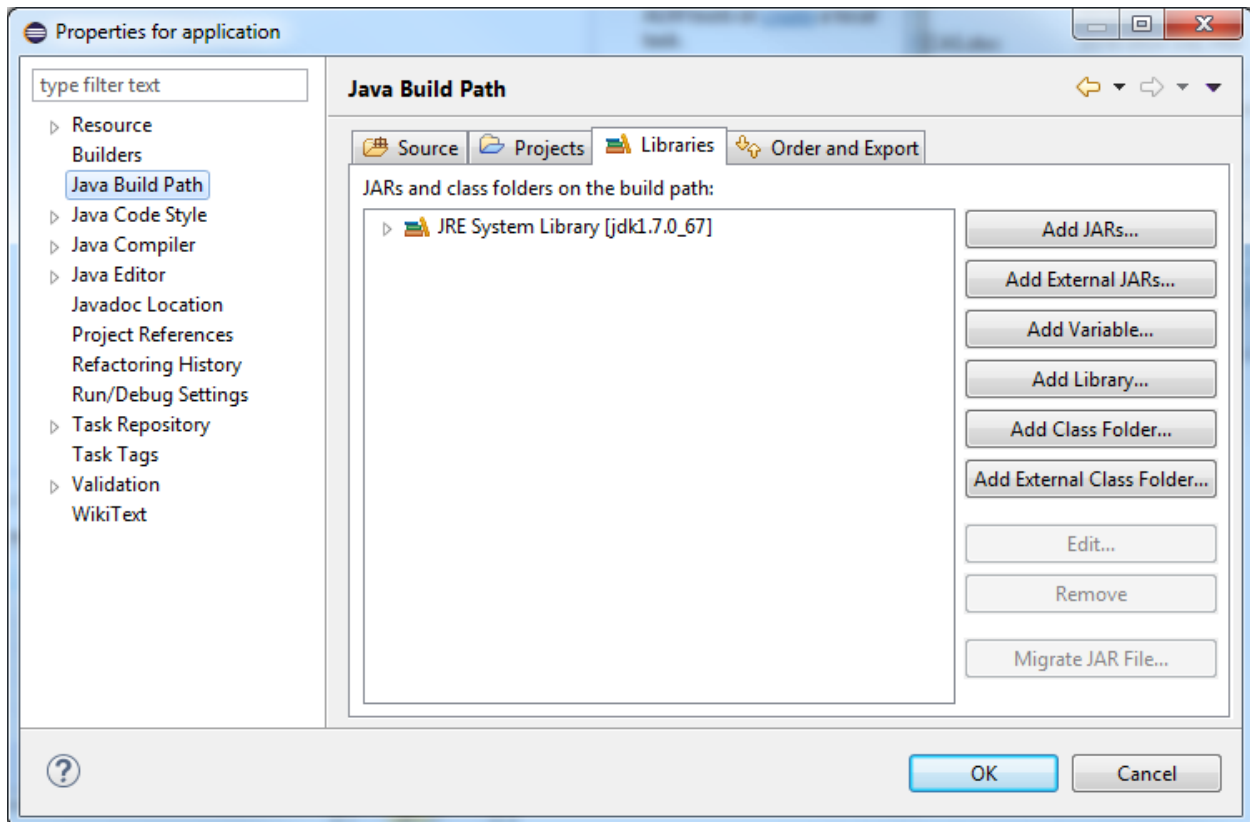 Properties for application
type filter text
Resource
Builders
Java Build Path
Java Code Style
Java Compiler
Java Editor
Javadoc Location
Project References
Refactoring History
Run/Debug Settings
Task Repository
Task Tags
Validation
WikiText
Java Build Path
Source Projects Libraries Order and Export
JARs and class folders on the build path:
JRE System Library [jdk1.7.0_67]
Add JARs...
Add External JARs...
Add Variable...
Add Library...
Add Class Folder...
Add External Class Folder...
Edit...
Remove
Migrate JAR File...
OK Cancel